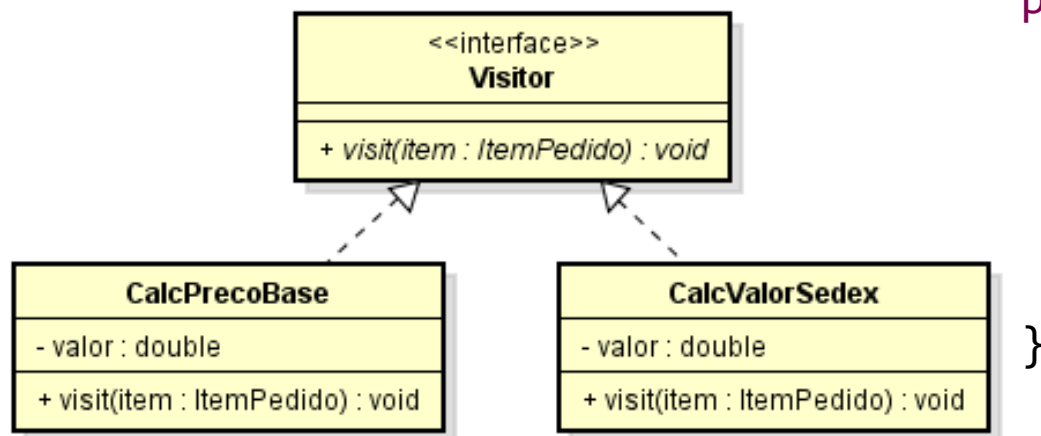 p
<<interface>>
Visitor
+ visit(item : ItemPedido) : void
CalcPrecoBase
- valor : double
+ visit(item : ItemPedido) : void
CalcValorSedex
- valor : double
+ visit(item : ItemPedido) : void
}